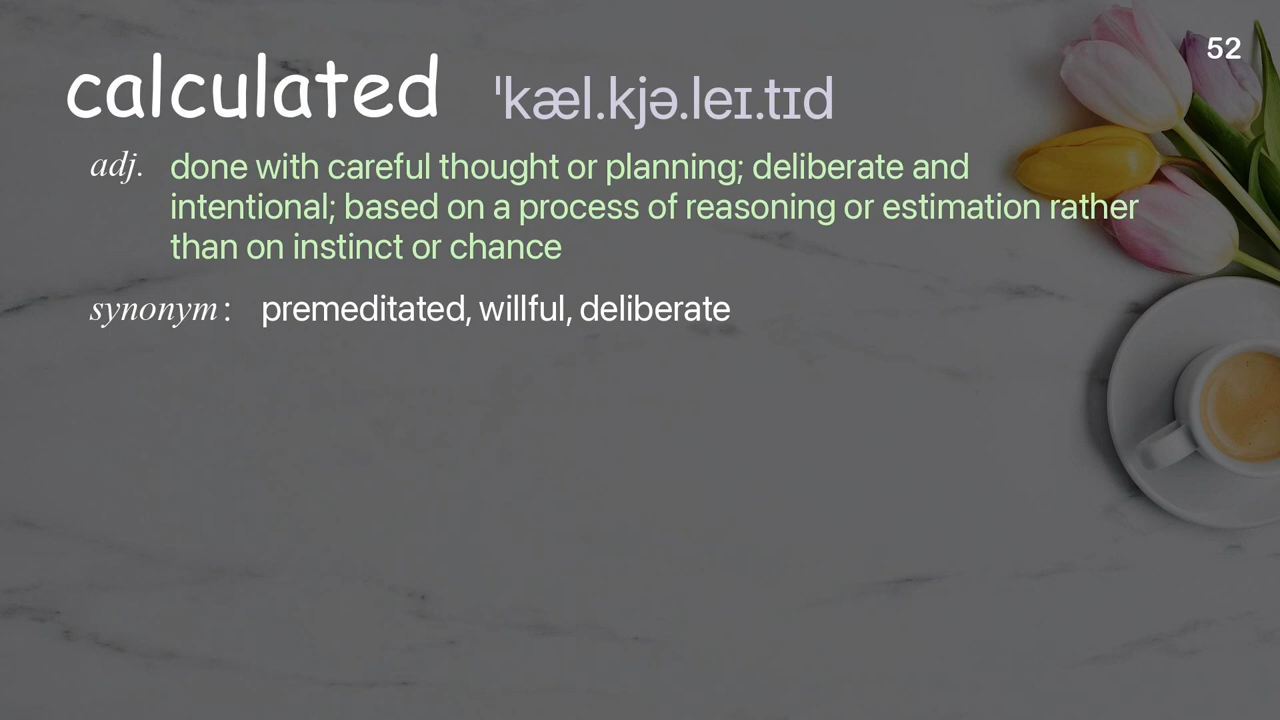 52
calculated ˈkæl.kjə.leɪ.tɪd
adj. done with careful thought or planning; deliberate and
intentional; based on a process of reasoning or estimation rather
than on instinct or chance
synonym: premeditated, willful, deliberate